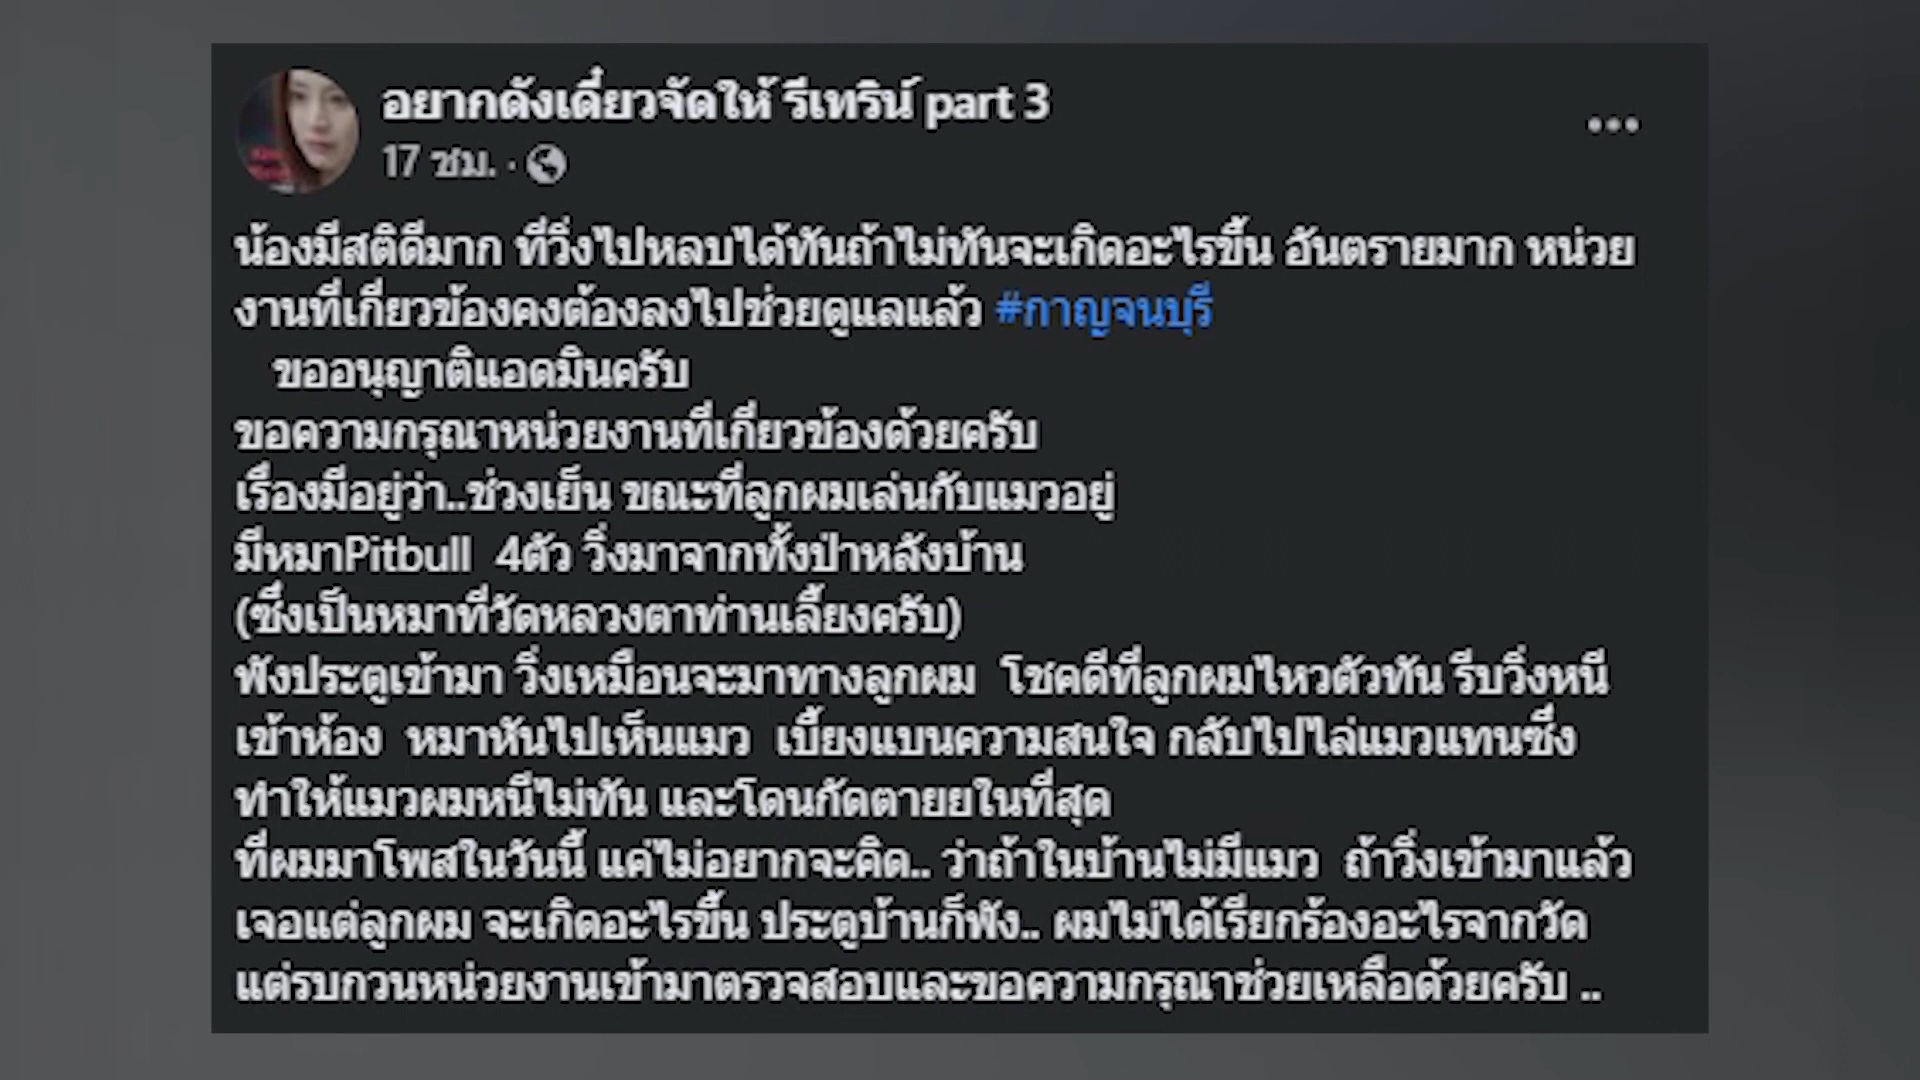 อยากดังเดี๋ยวจัดให้ รีเทริน์ part 3
17 ชม. ·
น้องมีสติดีมาก ที่วิ่งไปหลบได้ทันถ้าไม่ทันจะเกิดอะไรขึ้น อันตรายมาก หน่วย
งานที่เกี่ยวข้องคงต้องลงไปช่วยดูแลแล้ว #กาญจนบุรี
ขออนุญาติแอดมินครับ
ขอความกรุณาหน่วยงานที่เกี่ยวข้องด้วยครับ
เรื่องมีอยู่ว่า..ช่วงเย็น ขณะที่ลูกผมเล่นกับแมวอยู่
มีหมาPitbull 4ตัว วิ่งมาจากทั้งป่าหลังบ้าน
(ซึ่งเป็นหมาที่วัดหลวงตาท่านเลี้ยงครับ)
ฟังประตูเข้ามา วิ่งเหมือนจะมาทางลูกผม โชคดีที่ลูกผมไหวตัวทัน รีบวิ่งหนี
เข้าห้อง หมาหันไปเห็นแมว เบี้ยงแบนความสนใจ กลับไปไล่แมวแทนซึ่ง
ทำให้แมวผมหนีไม่ทัน และโดนกัดตายยในที่สุด
ที่ผมมาโพสในวันนี้ แค่ไม่อยากจะคิด.. ว่าถ้าในบ้านไม่มีแมว ถ้าวิ่งเข้ามาแล้ว
เจอแต่ลูกผม จะเกิดอะไรขึ้น ประตูบ้านก็ฟัง.. ผมไม่ได้เรียกร้องอะไรจากวัด
แต่รบกวนหน่วยงานเข้ามาตรวจสอบและขอความกรุณาช่วยเหลือด้วยครับ ..